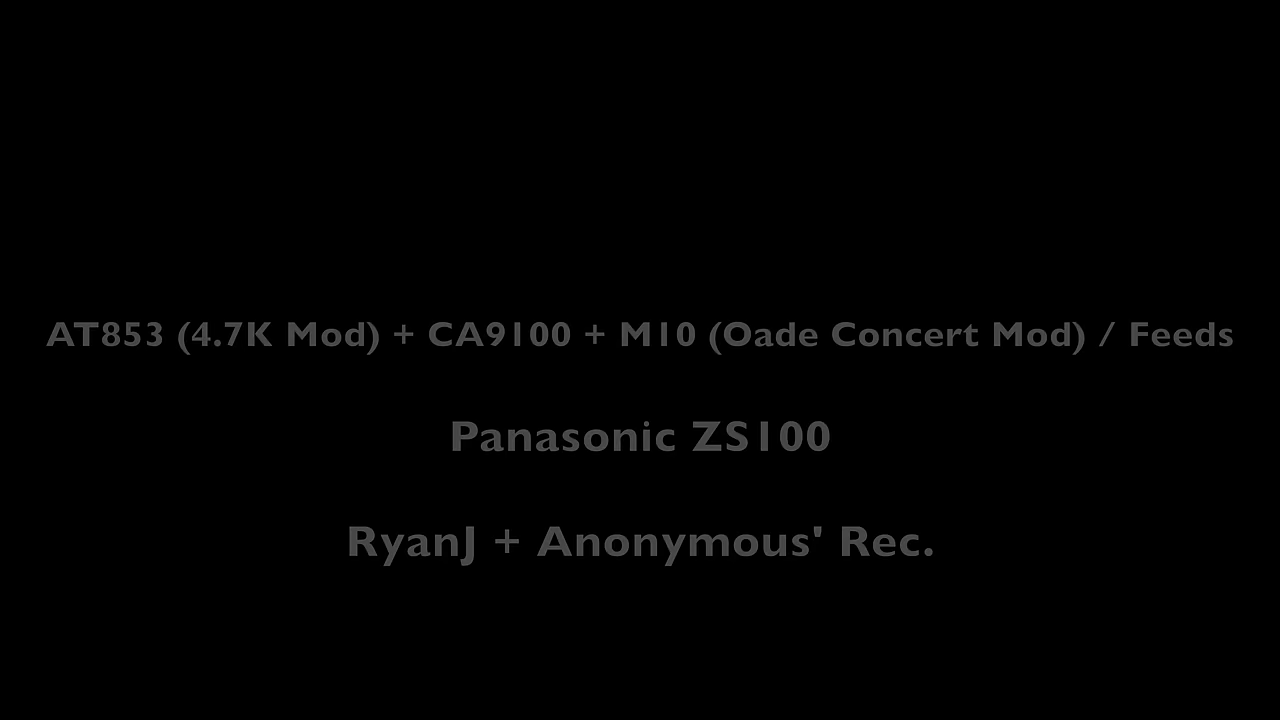 AT853 (4.7K Mod) + CA9100 + M10 (Oade Concert Mod) / Feeds
Panasonic ZS100
RyanJ + Anonymous' Rec.